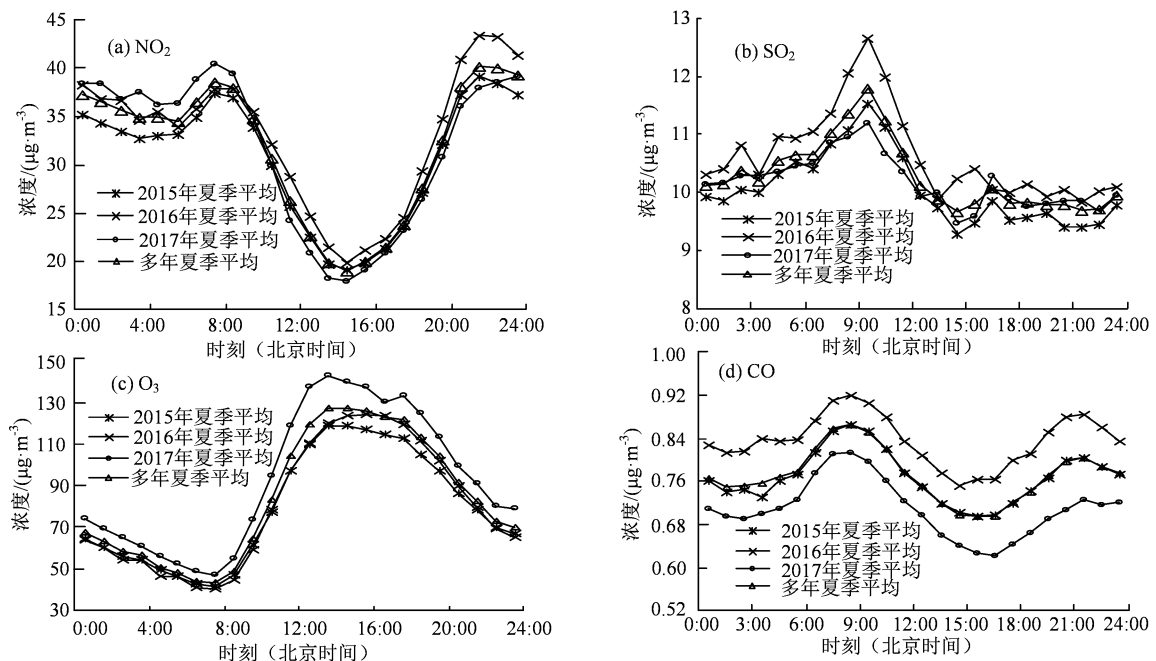 (a) NO₂
浓度/(μg·m⁻³)
45
40
35
30
25
20
15
2015年夏季平均
2016年夏季平均
2017年夏季平均
多年夏季平均
0:00 4:00 8:00 12:00 16:00 20:00 24:00
时刻（北京时间）
(b) SO₂
浓度/(μg·m⁻³)
13
12
11
10
9
8
2015年夏季平均
2016年夏季平均
2017年夏季平均
多年夏季平均
0:00 3:00 6:00 9:00 12:00 15:00 18:00 21:00 24:00
时刻（北京时间）
(c) O₃
浓度/(μg·m⁻³)
150
130
110
90
70
50
30
2015年夏季平均
2016年夏季平均
2017年夏季平均
多年夏季平均
0:00 4:00 8:00 12:00 16:00 20:00 24:00
时刻（北京时间）
(d) CO
浓度/(μg·m⁻³)
1.00
0.92
0.84
0.76
0.68
0.60
0.52
2015年夏季平均
2016年夏季平均
2017年夏季平均
多年夏季平均
0:00 3:00 6:00 9:00 12:00 15:00 18:00 21:00 24:00
时刻（北京时间）